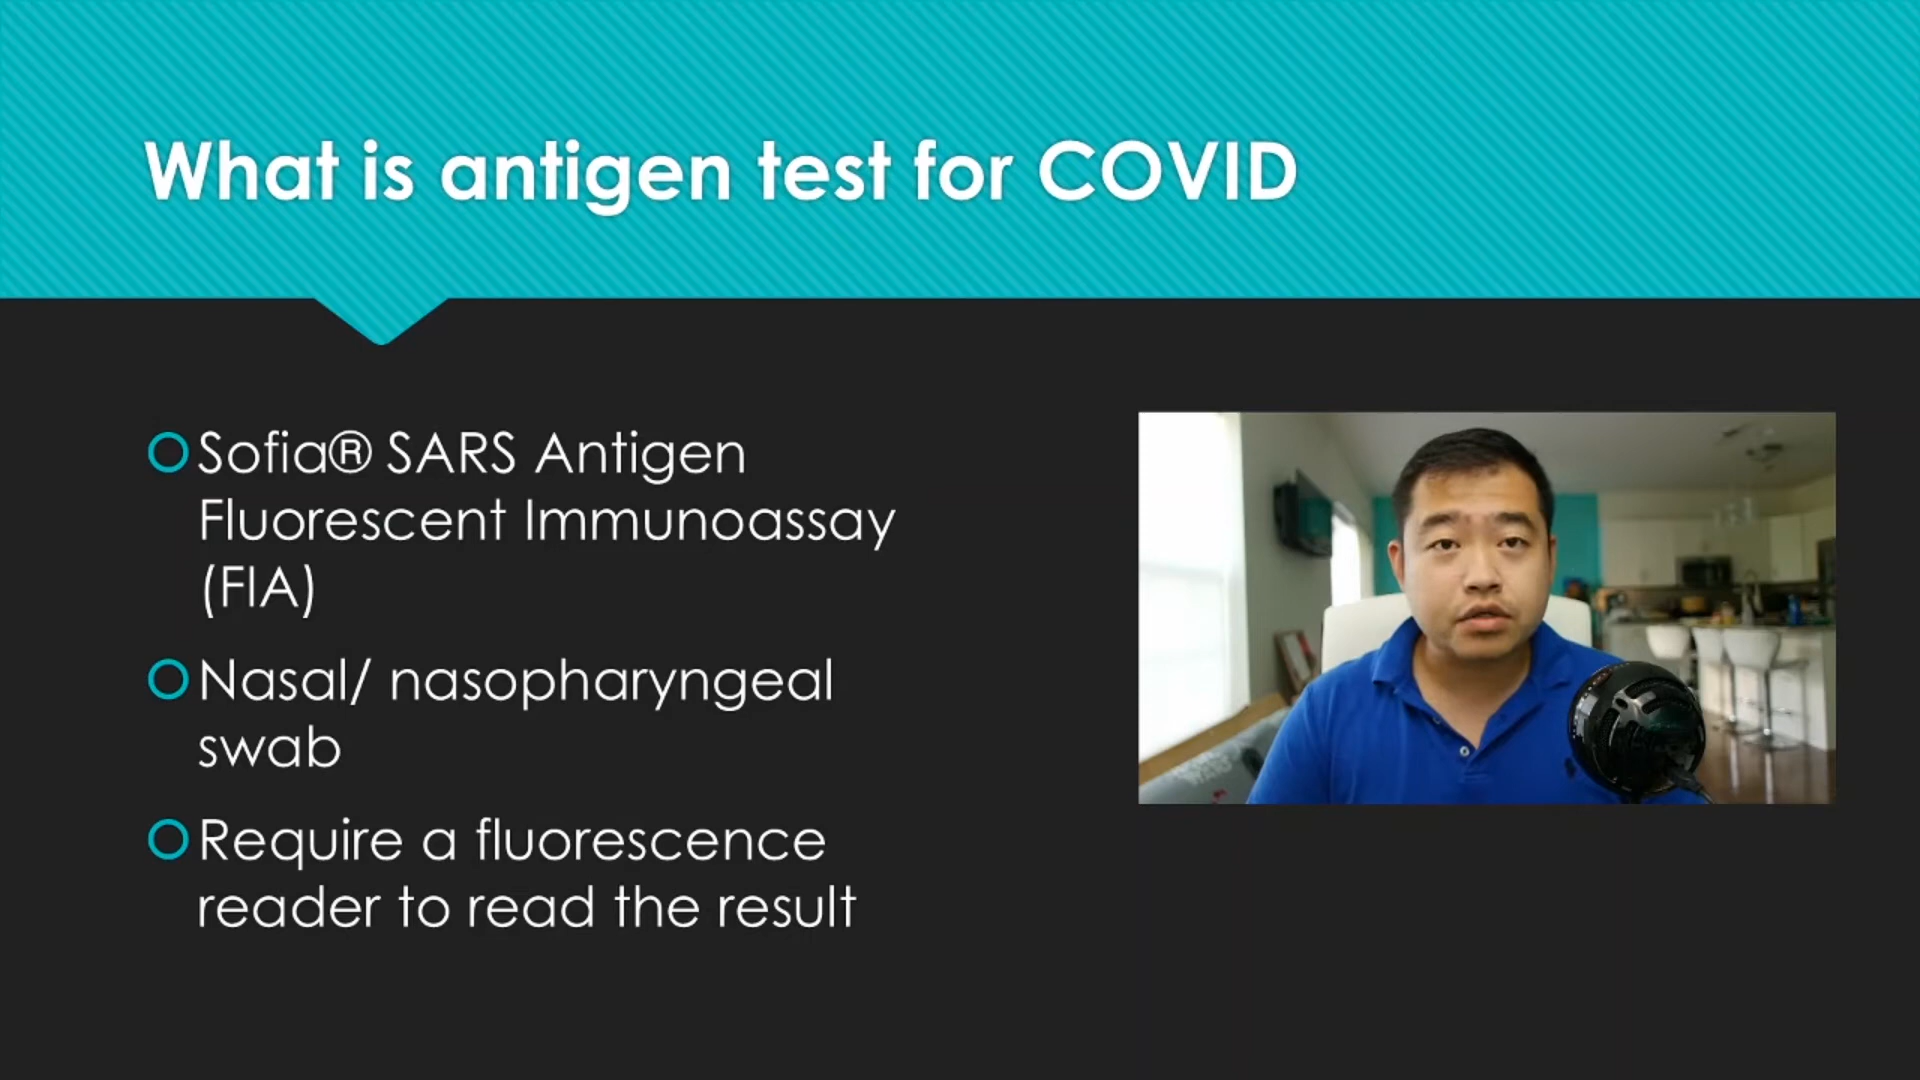 What is antigen test for COVID
Sofia® SARS Antigen
Fluorescent Immunoassay
(FIA)
Nasal/ nasopharyngeal
swab
Require a fluorescence
reader to read the result